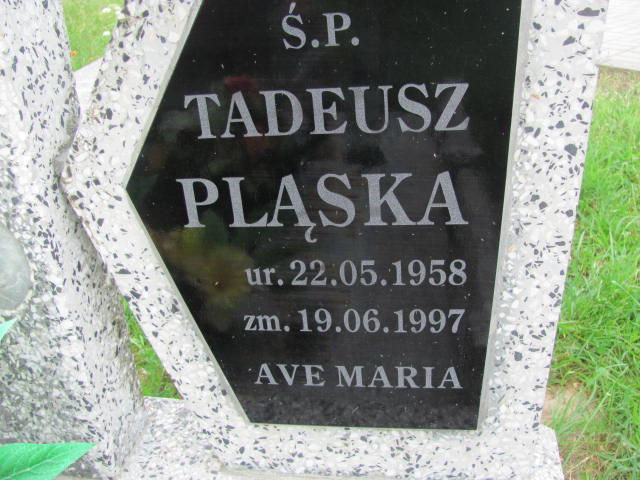 Ś.P.
TADEUSZ
PLĄSKA
ur. 22.05.1958
zm. 19.06.1997
AVE MARIA